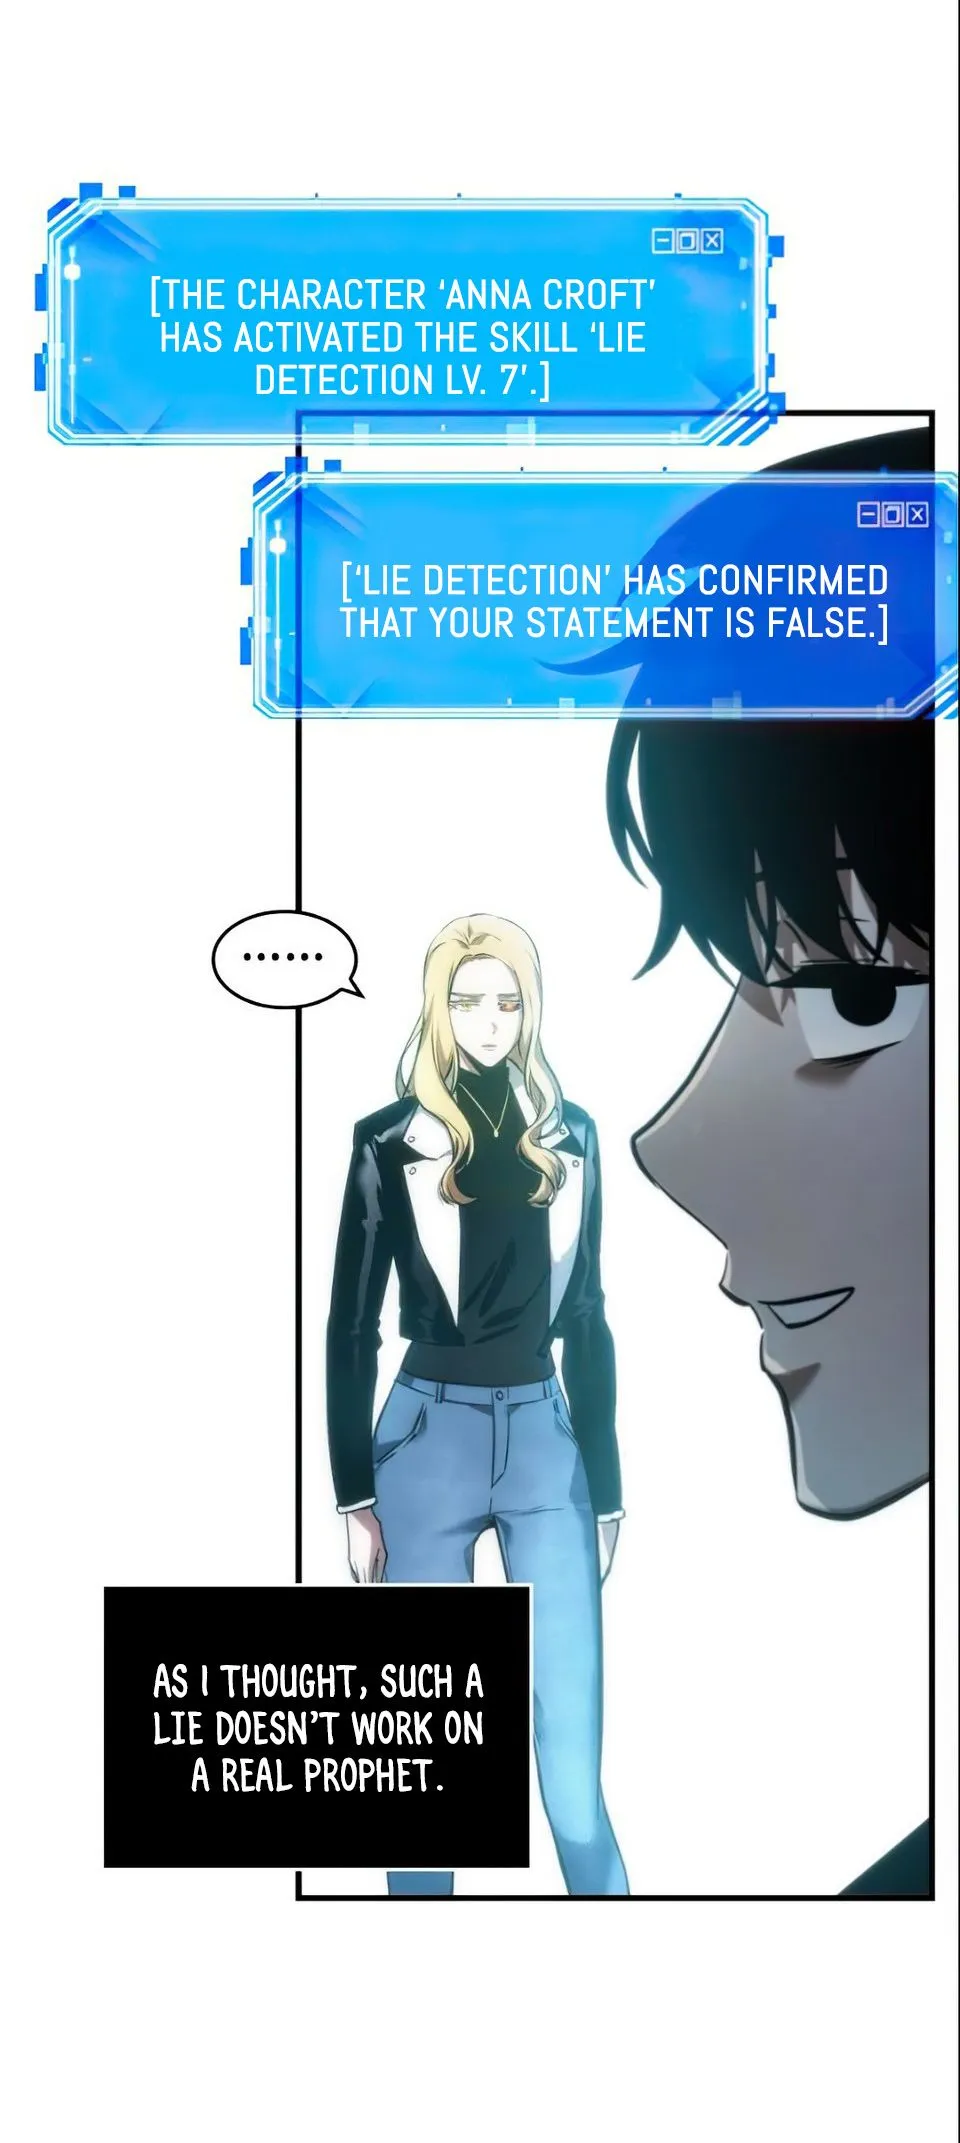 [THE CHARACTER ‘ANNA CROFT’
HAS ACTIVATED THE SKILL ‘LIE
DETECTION LV. 7’.]
[‘LIE DETECTION’ HAS CONFIRMED
THAT YOUR STATEMENT IS FALSE.]
......
AS I THOUGHT, SUCH A
LIE DOESN’T WORK ON
A REAL PROPHET.